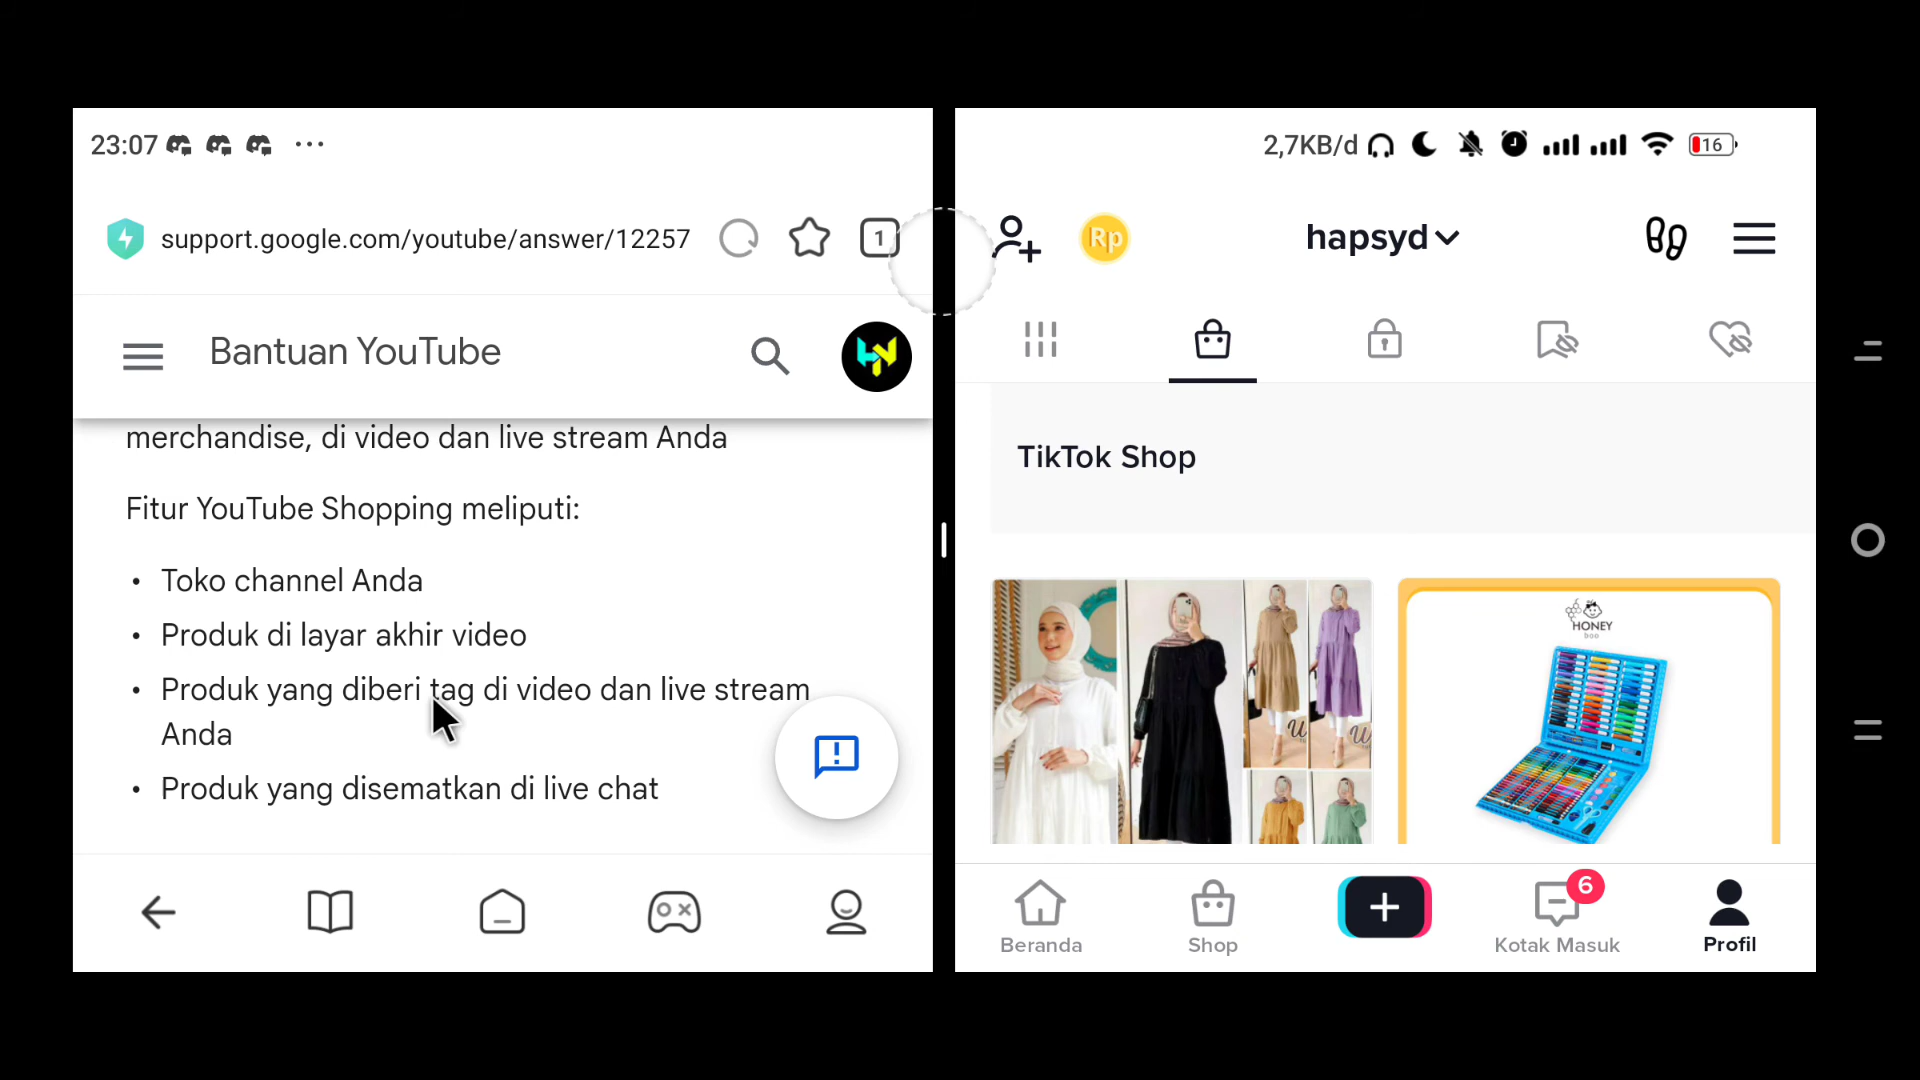 23:07
support.google.com/youtube/answer/12257
1
Bantuan YouTube
merchandise, di video dan live stream Anda
Fitur YouTube Shopping meliputi:
• Toko channel Anda
• Produk di layar akhir video
• Produk yang diberi tag di video dan live stream
Anda
• Produk yang disematkan di live chat
2,7KB/d
16
Rp
hapsyd
TikTok Shop
HONEY
boo
Beranda
Shop
6
Kotak Masuk
Profil